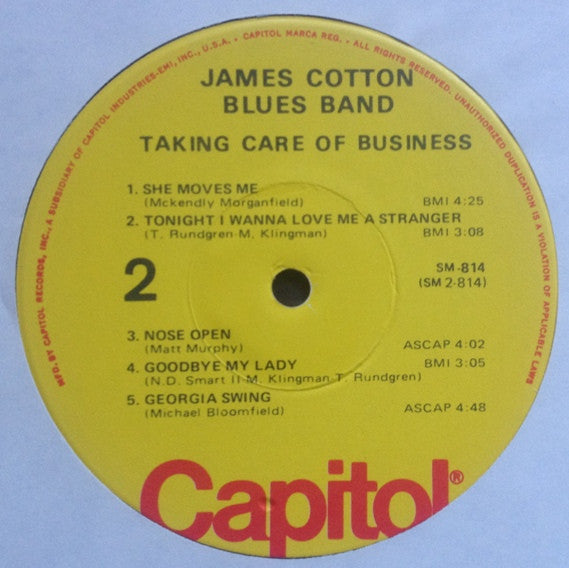 MFD. BY CAPITOL RECORDS, INC., A SUBSIDIARY OF CAPITOL INDUSTRIES-EMI, INC., U.S.A. • CAPITOL MARCA REG. • ALL RIGHTS RESERVED. UNAUTHORIZED DUPLICATION IS A VIOLATION OF APPLICABLE LAWS
JAMES COTTON
BLUES BAND
TAKING CARE OF BUSINESS
1. SHE MOVES ME
(Mckendly Morganfield) BMI 4:25
2. TONIGHT I WANNA LOVE ME A STRANGER
(T. Rundgren-M. Klingman) BMI 3:08
2
SM-814
(SM 2-814)
3. NOSE OPEN
(Matt Murphy) ASCAP 4:02
4. GOODBYE MY LADY BMI 3:05
(N.D. Smart II-M. Klingman-T. Rundgren)
5. GEORGIA SWING
(Michael Bloomfield) ASCAP 4:48
Capitol®